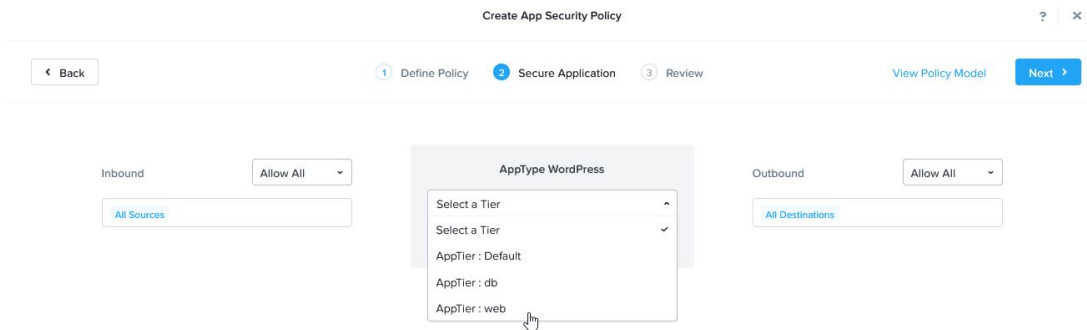 Create App Security Policy
?
Back
1 Define Policy
2 Secure Application
3 Review
View Policy Model
Next
Inbound
Allow All
All Sources
AppType WordPress
Select a Tier
Select a Tier
AppTier : Default
AppTier : db
AppTier : web
Outbound
Allow All
All Destinations